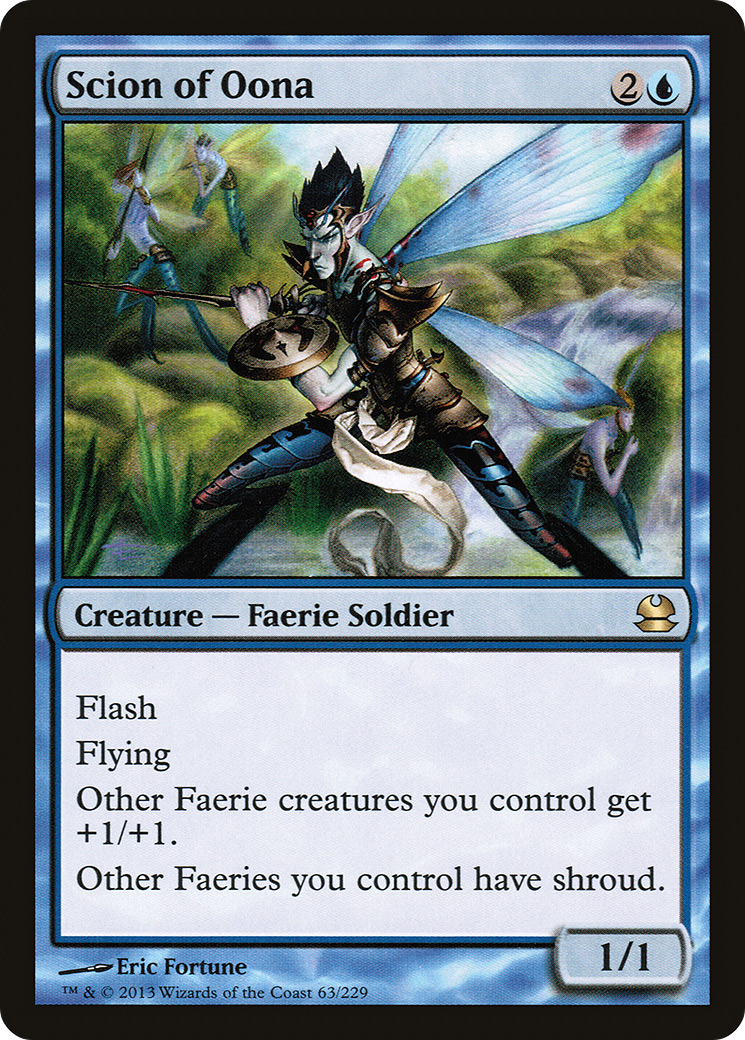 Scion of Oona 2
Creature — Faerie Soldier
Flash
Flying
Other Faerie creatures you control get
+1/+1.
Other Faeries you control have shroud.
1/1
Eric Fortune
™ & © 2013 Wizards of the Coast 63/229